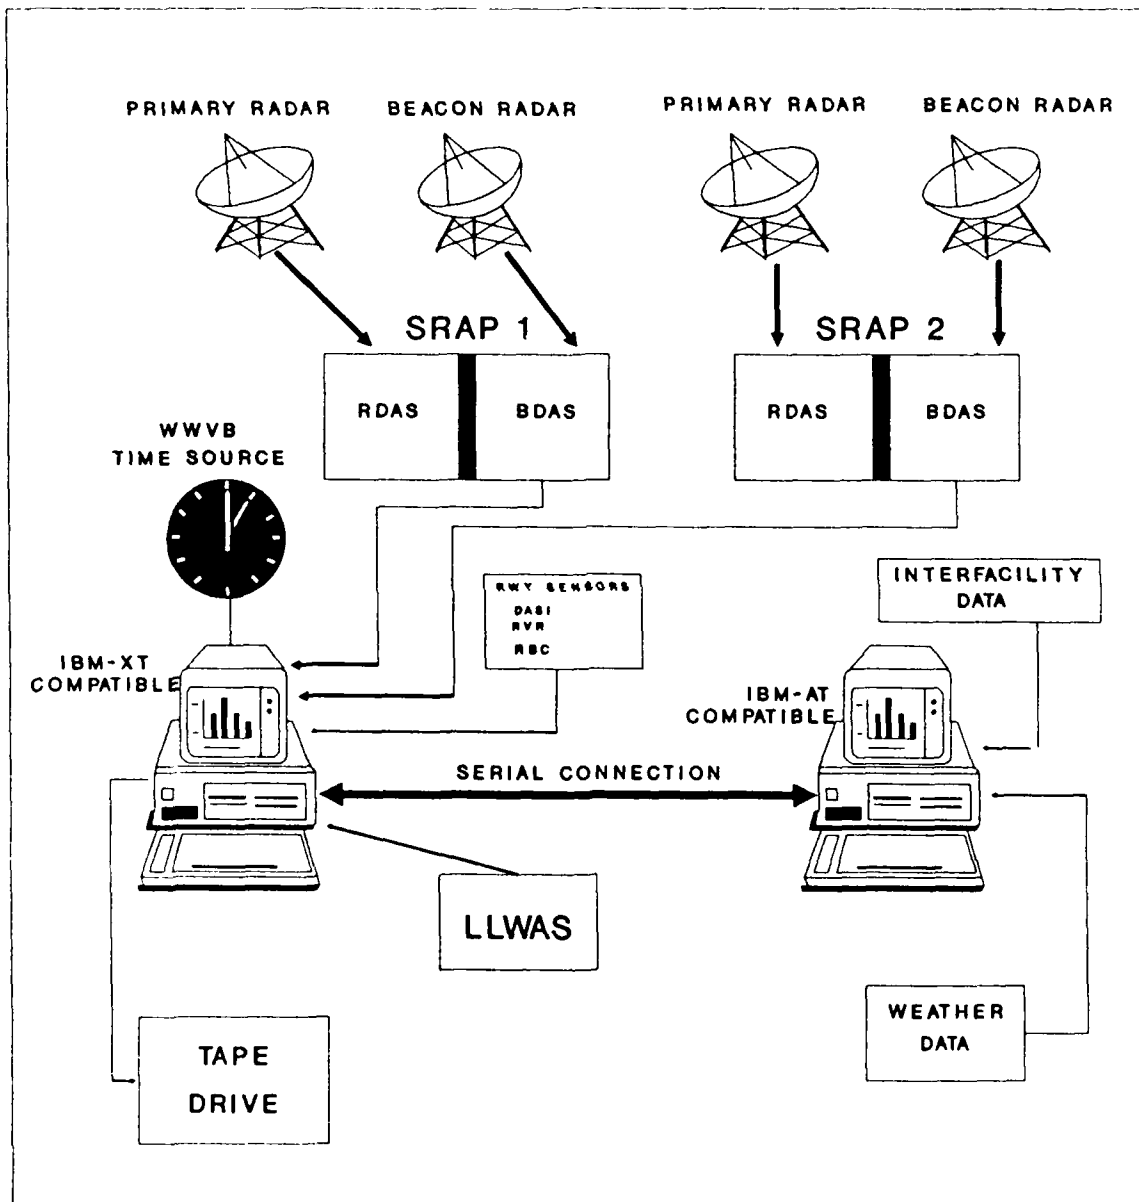 PRIMARY RADAR
BEACON RADAR
PRIMARY RADAR
BEACON RADAR
SRAP 1
SRAP 2
RDAS
BDAS
RDAS
BDAS
WWVB
TIME SOURCE
RWY SENSORS
DASI
RVR
RBC
INTERFACILITY
DATA
IBM-XT
COMPATIBLE
IBM-AT
COMPATIBLE
SERIAL CONNECTION
LLWAS
WEATHER
DATA
TAPE
DRIVE